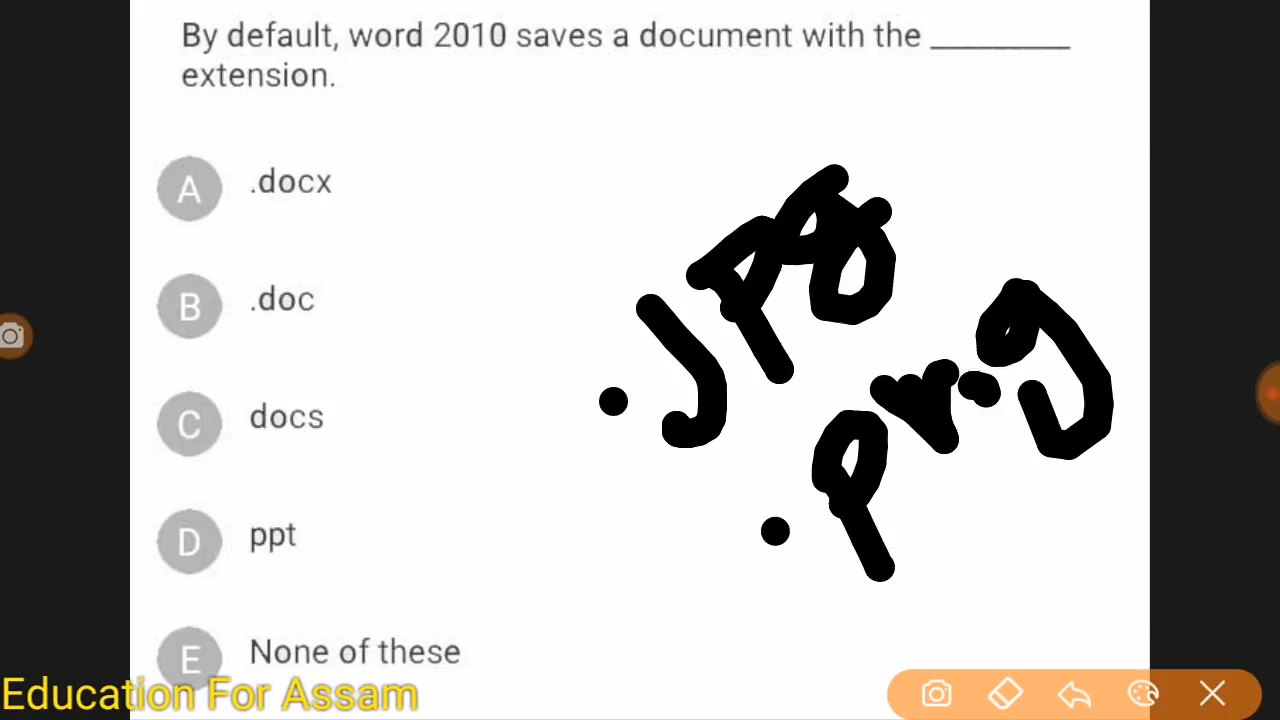 By default, word 2010 saves a document with the _________
extension.
A .docx
B .doc
C docs
D ppt
E None of these
.JPg
.png
Education For Assam